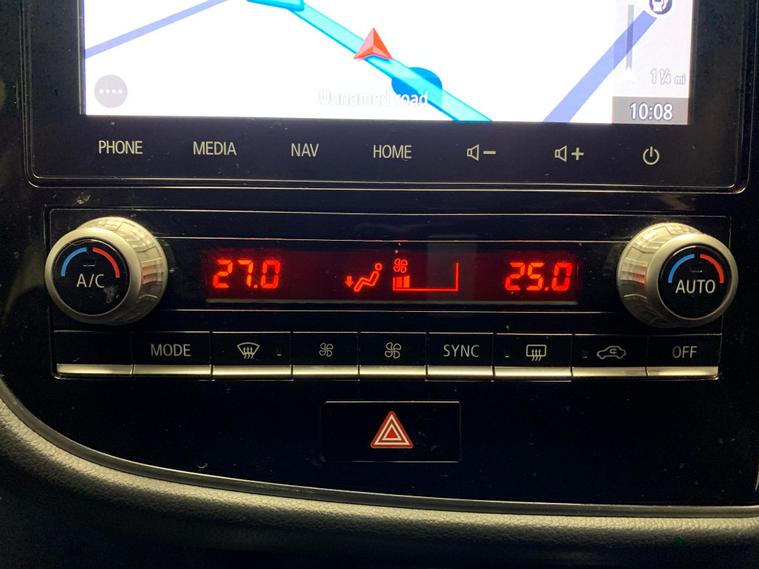 Unnamed road
1¼ mi
10:08
PHONE MEDIA NAV HOME
A/C 27.0 25.0 AUTO
MODE SYNC OFF